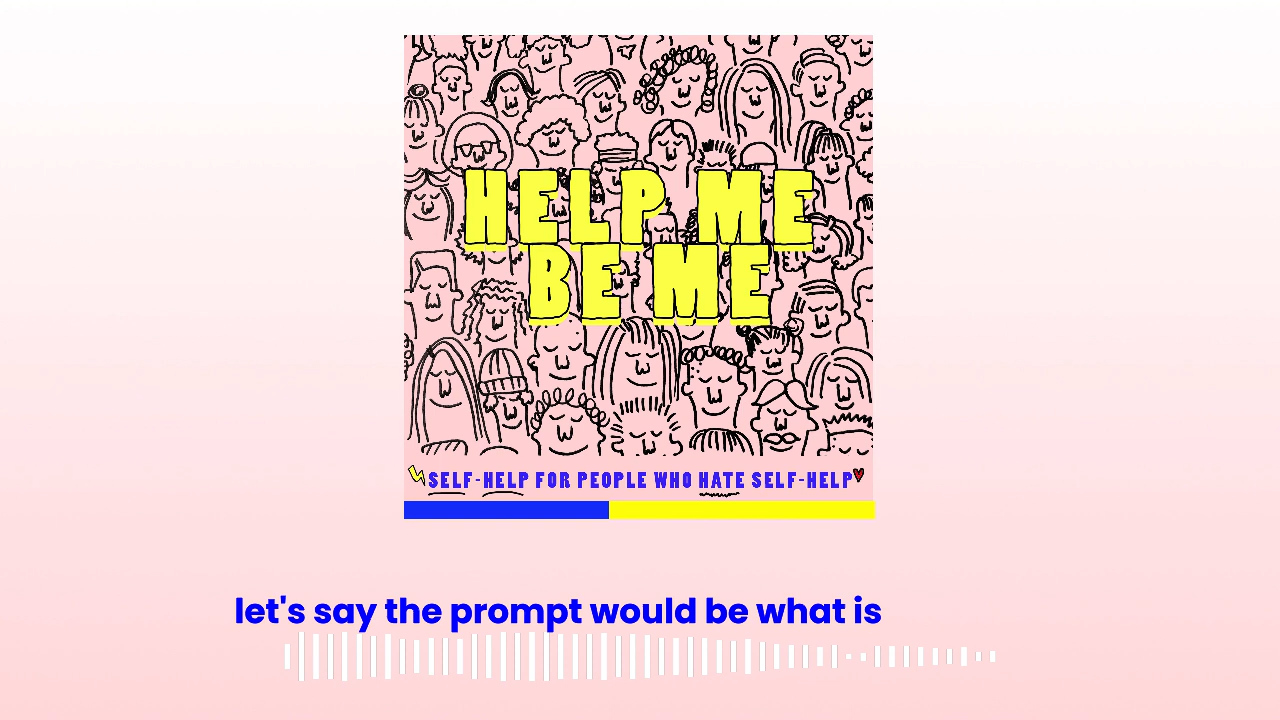 HELP ME
BE ME
SELF-HELP FOR PEOPLE WHO HATE SELF-HELP
let's say the prompt would be what is